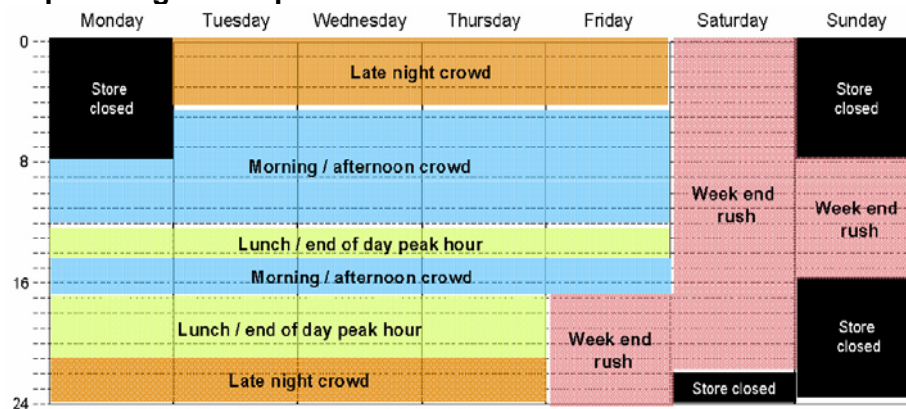 Monday Tuesday Wednesday Thursday Friday Saturday Sunday
0
Late night crowd
Store
closed
Store
closed
8
Morning / afternoon crowd
Week end
rush
Week end
rush
Lunch / end of day peak hour
Morning / afternoon crowd
16
Lunch / end of day peak hour
Week end
rush
Store
closed
Late night crowd
Store closed
24